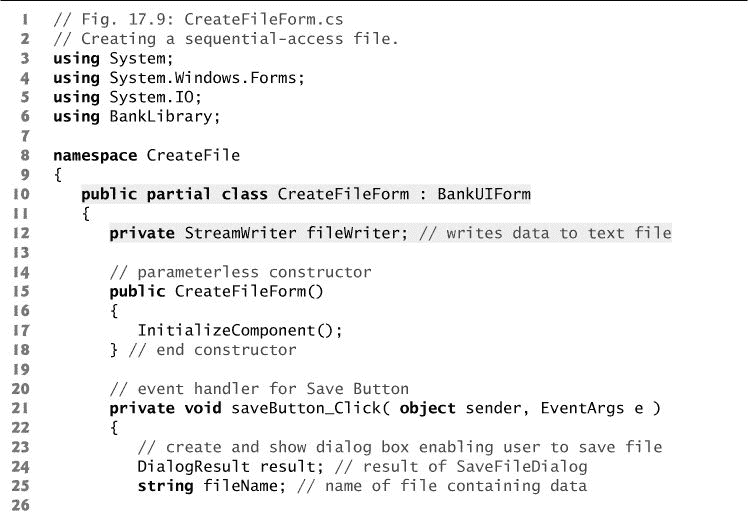 1 // Fig. 17.9: CreateFileForm.cs
2 // Creating a sequential-access file.
3 using System;
4 using System.Windows.Forms;
5 using System.IO;
6 using BankLibrary;
7
8 namespace CreateFile
9 {
10 public partial class CreateFileForm : BankUIForm
11 {
12 private StreamWriter fileWriter; // writes data to text file
13
14 // parameterless constructor
15 public CreateFileForm()
16 {
17 InitializeComponent();
18 } // end constructor
19
20 // event handler for Save Button
21 private void saveButton_Click( object sender, EventArgs e )
22 {
23 // create and show dialog box enabling user to save file
24 DialogResult result; // result of SaveFileDialog
25 string fileName; // name of file containing data
26